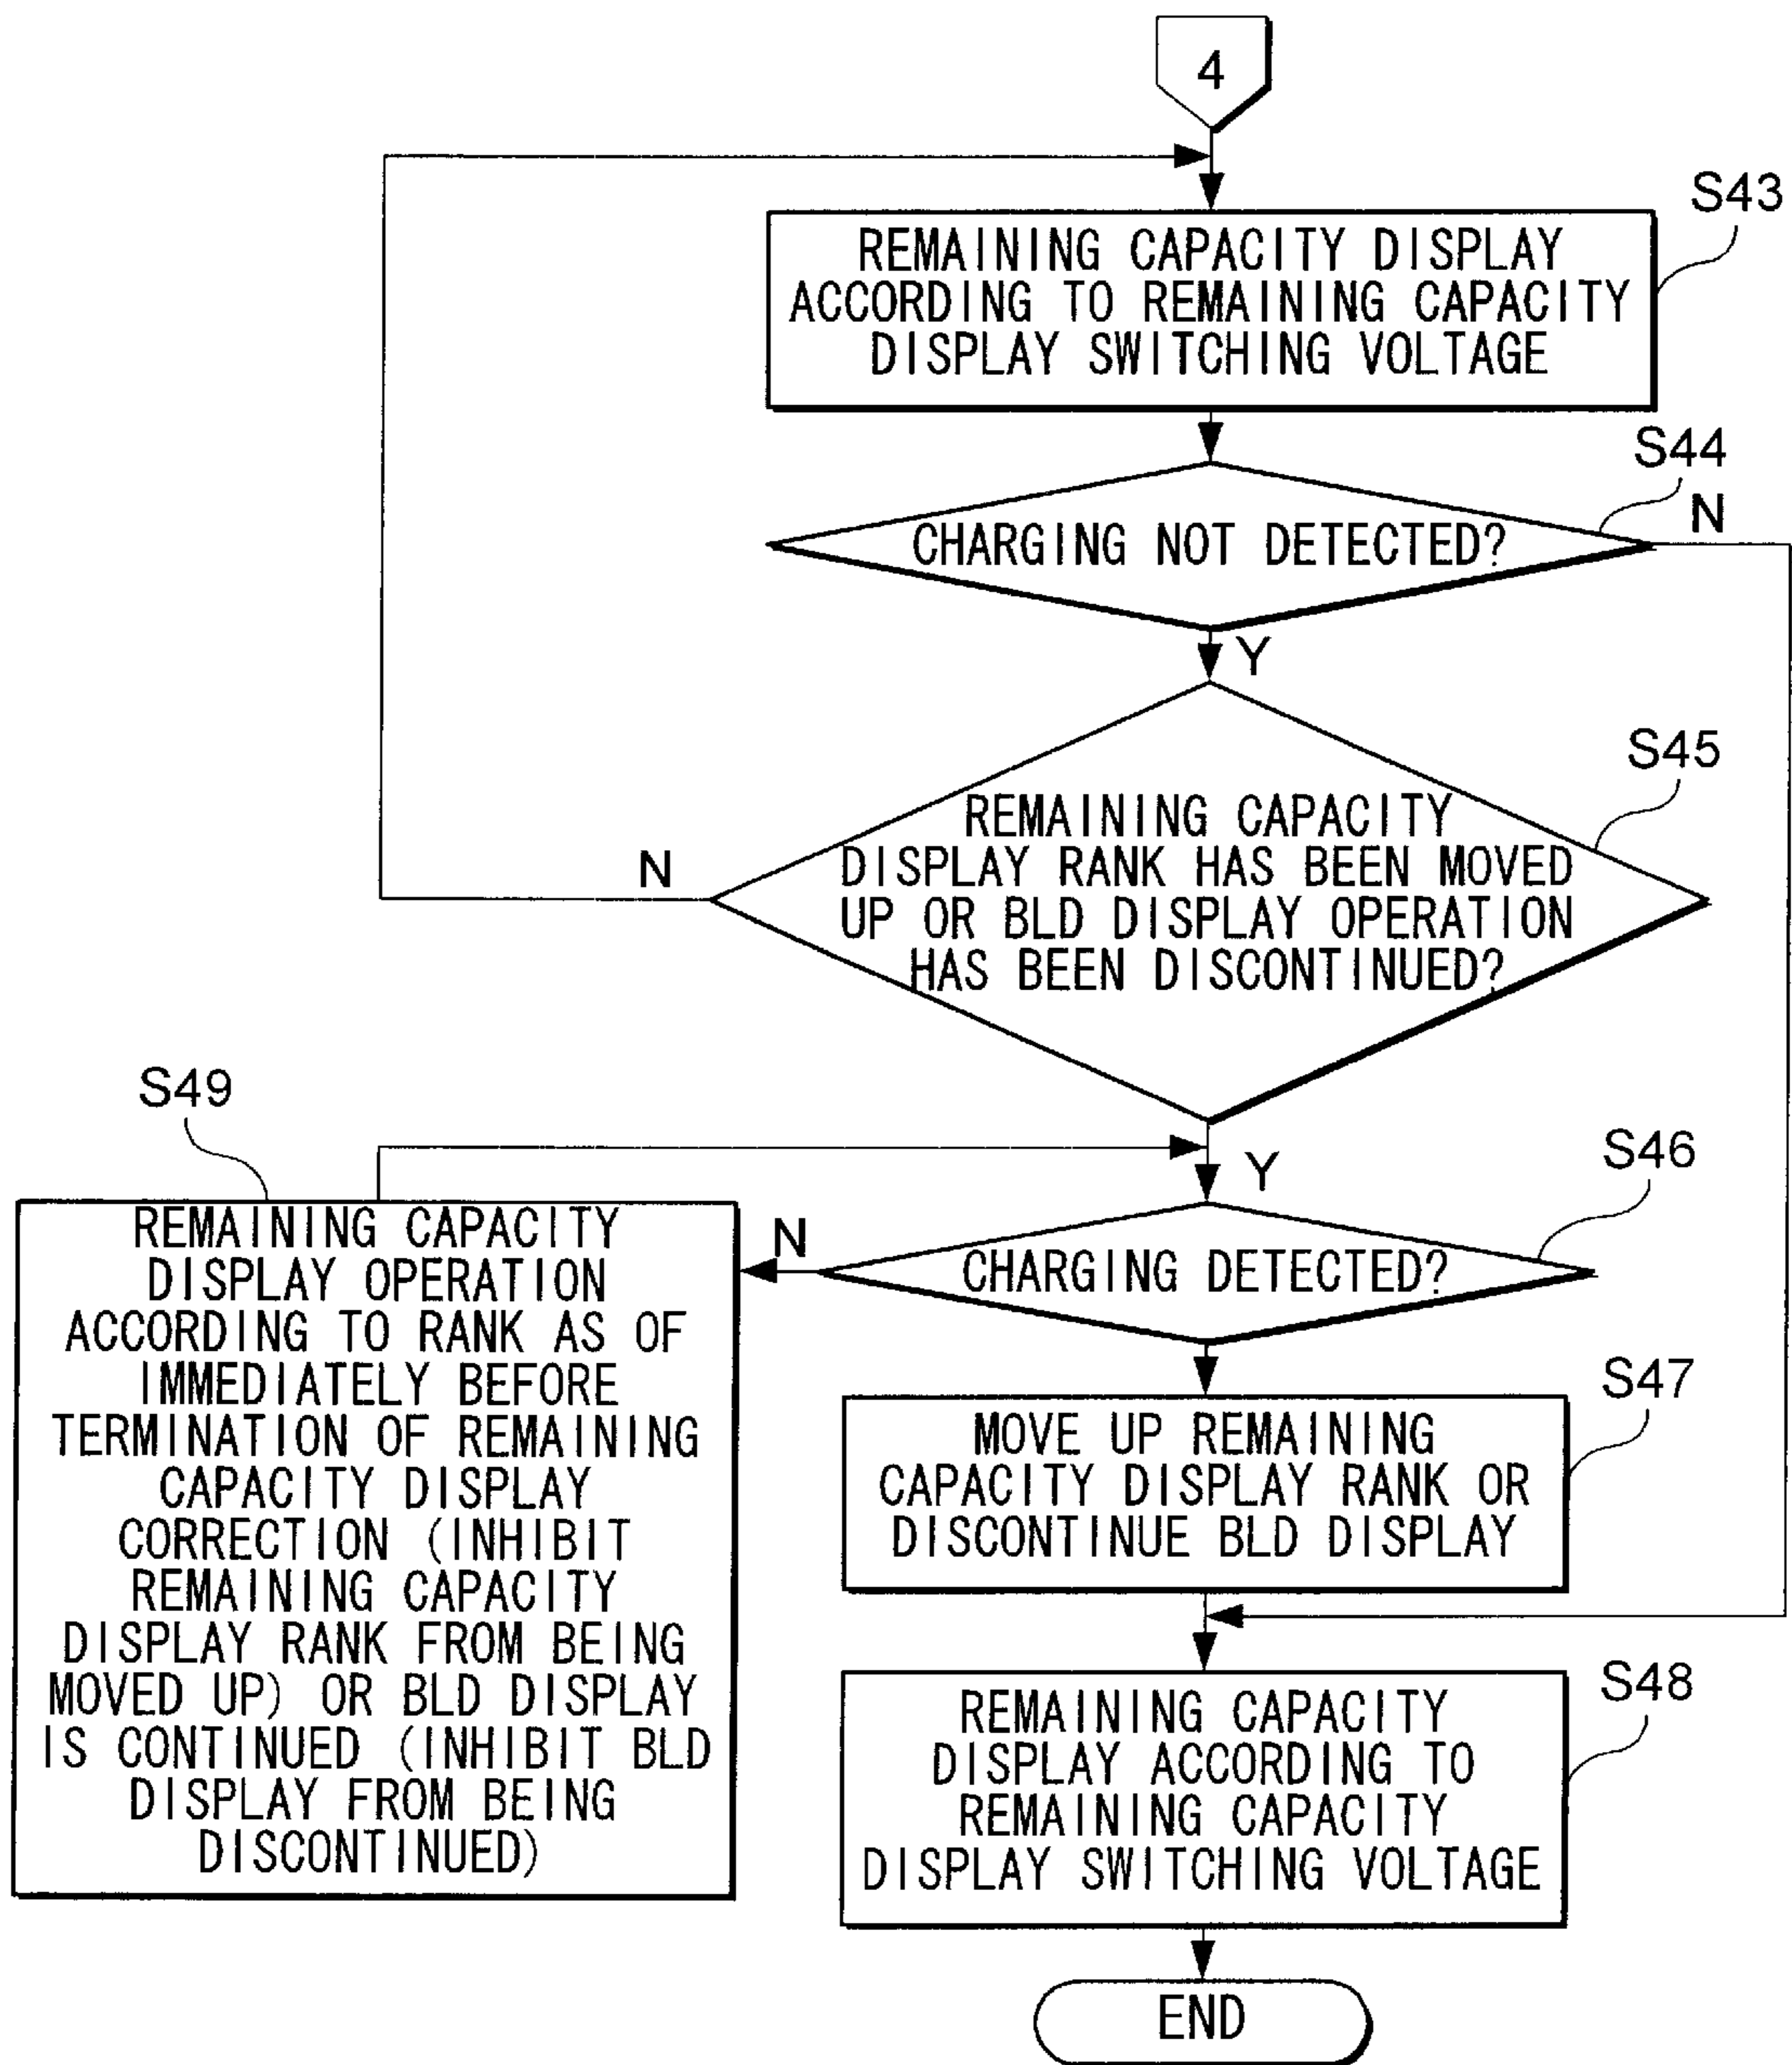 4
S43
REMAINING CAPACITY DISPLAY
ACCORDING TO REMAINING CAPACITY
DISPLAY SWITCHING VOLTAGE
S44
N
CHARGING NOT DETECTED?
Y
S45
REMAINING CAPACITY
DISPLAY RANK HAS BEEN MOVED
UP OR BLD DISPLAY OPERATION
HAS BEEN DISCONTINUED?
N
S49
Y
S46
REMAINING CAPACITY
DISPLAY OPERATION
ACCORDING TO RANK AS OF
IMMEDIATELY BEFORE
TERMINATION OF REMAINING
CAPACITY DISPLAY
CORRECTION (INHIBIT
REMAINING CAPACITY
DISPLAY RANK FROM BEING
MOVED UP) OR BLD DISPLAY
IS CONTINUED (INHIBIT BLD
DISPLAY FROM BEING
DISCONTINUED)
N
CHARGING DETECTED?
S47
MOVE UP REMAINING
CAPACITY DISPLAY RANK OR
DISCONTINUE BLD DISPLAY
S48
REMAINING CAPACITY
DISPLAY ACCORDING TO
REMAINING CAPACITY
DISPLAY SWITCHING VOLTAGE
END